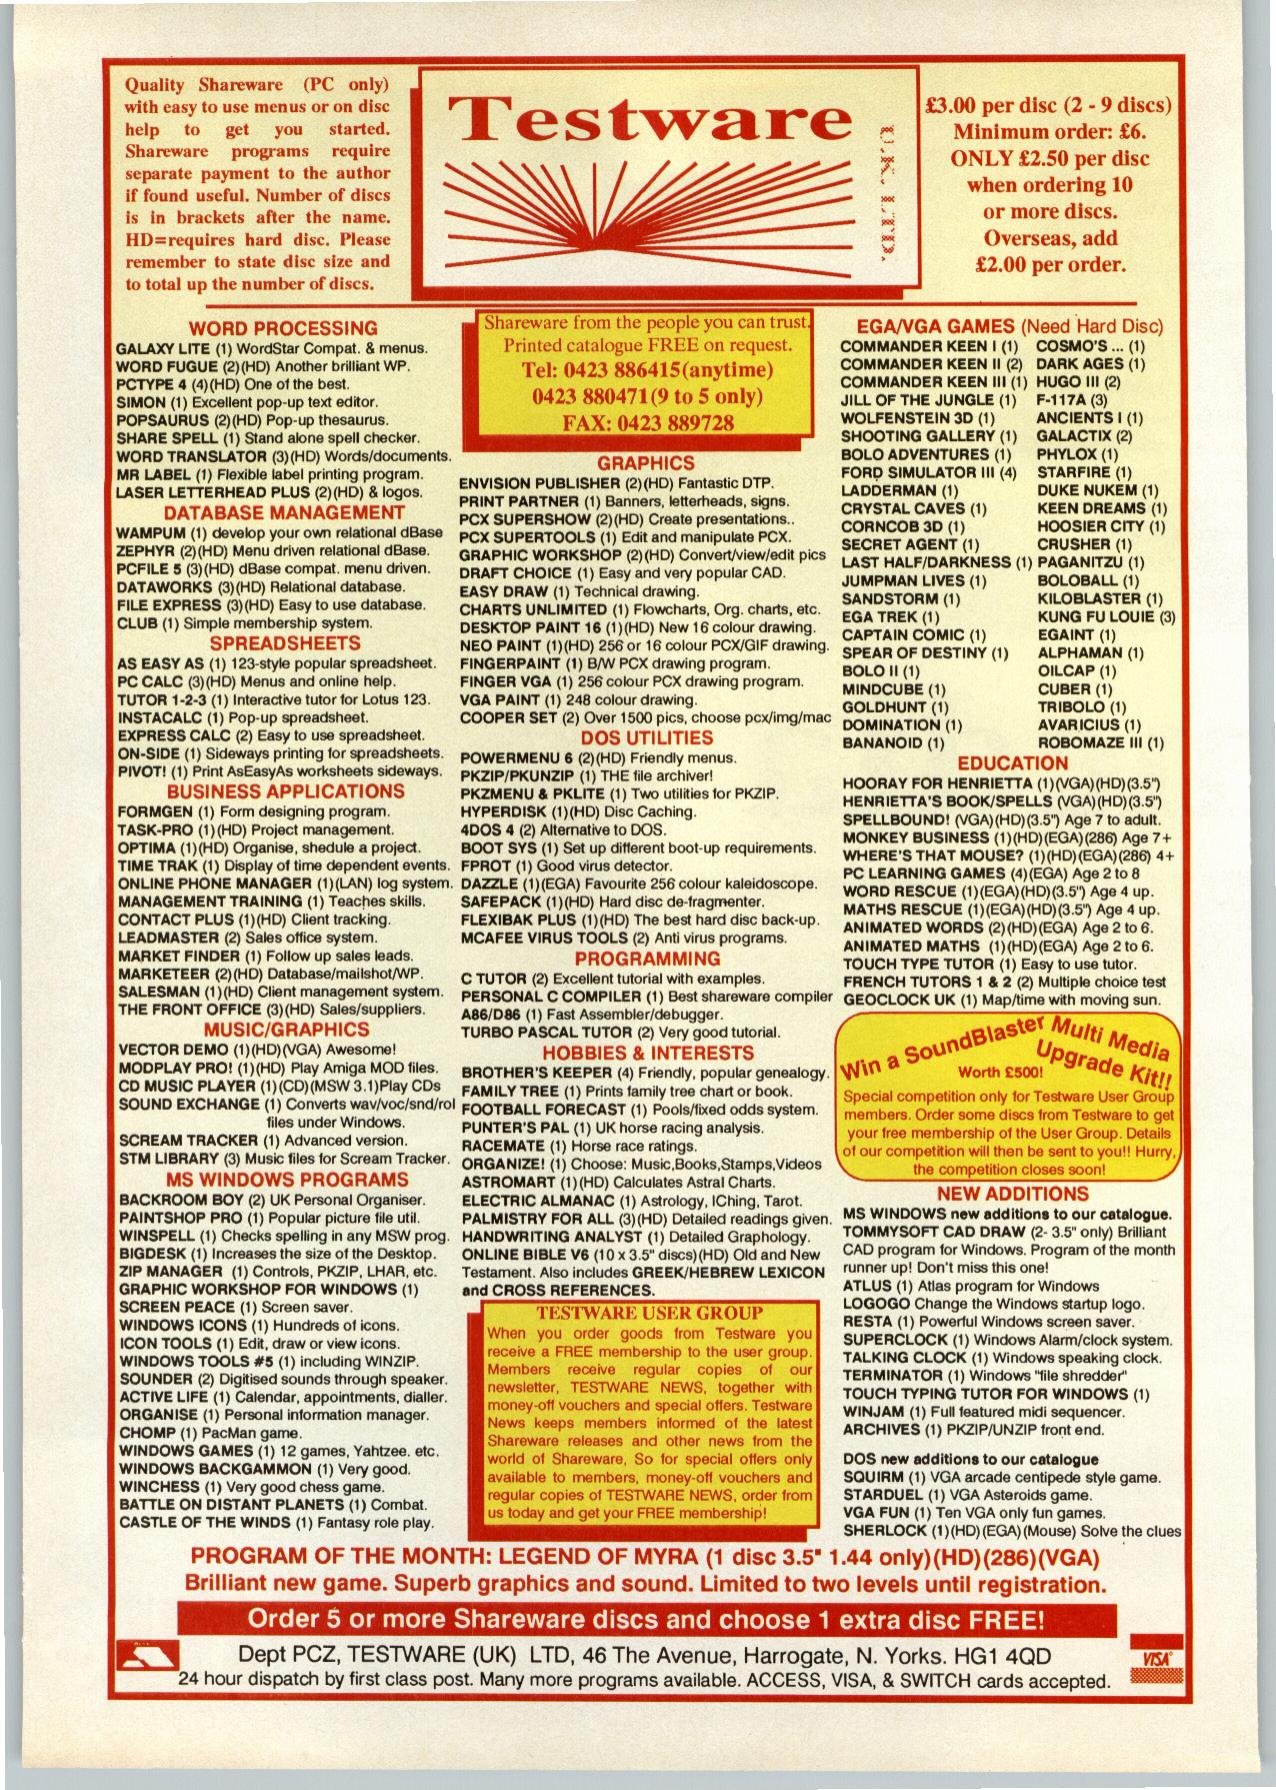 Quality Shareware (PC only)
with easy to use menus or on disc
help to get you started.
Shareware programs require
separate payment to the author
if found useful. Number of discs
is in brackets after the name.
HD=requires hard disc. Please
remember to state disc size and
to total up the number of discs.
Testware
U.K. LTD.
£3.00 per disc (2 - 9 discs)
Minimum order: £6.
ONLY £2.50 per disc
when ordering 10
or more discs.
Overseas, add
£2.00 per order.
WORD PROCESSING
GALAXY LITE (1) WordStar Compat. & menus.
WORD FUGUE (2)(HD) Another brilliant WP.
PCTYPE 4 (4)(HD) One of the best.
SIMON (1) Excellent pop-up text editor.
POPSAURUS (2)(HD) Pop-up thesaurus.
SHARE SPELL (1) Stand alone spell checker.
WORD TRANSLATOR (3)(HD) Words/documents.
MR LABEL (1) Flexible label printing program.
LASER LETTERHEAD PLUS (2)(HD) & logos.
DATABASE MANAGEMENT
WAMPUM (1) develop your own relational dBase
ZEPHYR (2)(HD) Menu driven relational dBase.
PCFILE 5 (3)(HD) dBase compat. menu driven.
DATAWORKS (3)(HD) Relational database.
FILE EXPRESS (3)(HD) Easy to use database.
CLUB (1) Simple membership system.
SPREADSHEETS
AS EASY AS (1) 123-style popular spreadsheet.
PC CALC (3)(HD) Menus and online help.
TUTOR 1-2-3 (1) Interactive tutor for Lotus 123.
INSTACALC (1) Pop-up spreadsheet.
EXPRESS CALC (2) Easy to use spreadsheet.
ON-SIDE (1) Sideways printing for spreadsheets.
PIVOT! (1) Print AsEasyAs worksheets sideways.
BUSINESS APPLICATIONS
FORMGEN (1) Form designing program.
TASK-PRO (1)(HD) Project management.
OPTIMA (1)(HD) Organise, shedule a project.
TIME TRAK (1) Display of time dependent events.
ONLINE PHONE MANAGER (1)(LAN) log system.
MANAGEMENT TRAINING (1) Teaches skills.
CONTACT PLUS (1)(HD) Client tracking.
LEADMASTER (2) Sales office system.
MARKET FINDER (1) Follow up sales leads.
MARKETEER (2)(HD) Database/mailshot/WP.
SALESMAN (1)(HD) Client management system.
THE FRONT OFFICE (3)(HD) Sales/suppliers.
MUSIC/GRAPHICS
VECTOR DEMO (1)(HD)(VGA) Awesome!
MODPLAY PRO! (1)(HD) Play Amiga MOD files.
CD MUSIC PLAYER (1)(CD)(MSW 3.1)Play CDs
SOUND EXCHANGE (1) Converts wav/voc/snd/rol
files under Windows.
SCREAM TRACKER (1) Advanced version.
STM LIBRARY (3) Music files for Scream Tracker.
MS WINDOWS PROGRAMS
BACKROOM BOY (2) UK Personal Organiser.
PAINTSHOP PRO (1) Popular picture file util.
WINSPELL (1) Checks spelling in any MSW prog.
BIGDESK (1) Increases the size of the Desktop.
ZIP MANAGER (1) Controls, PKZIP, LHAR, etc.
GRAPHIC WORKSHOP FOR WINDOWS (1)
SCREEN PEACE (1) Screen saver.
WINDOWS ICONS (1) Hundreds of icons.
ICON TOOLS (1) Edit, draw or view icons.
WINDOWS TOOLS #5 (1) including WINZIP.
SOUNDER (2) Digitised sounds through speaker.
ACTIVE LIFE (1) Calendar, appointments, dialler.
ORGANISE (1) Personal information manager.
CHOMP (1) PacMan game.
WINDOWS GAMES (1) 12 games, Yahtzee. etc.
WINDOWS BACKGAMMON (1) Very good.
WINCHESS (1) Very good chess game.
BATTLE ON DISTANT PLANETS (1) Combat.
CASTLE OF THE WINDS (1) Fantasy role play.
Shareware from the people you can trust.
Printed catalogue FREE on request.
Tel: 0423 886415(anytime)
0423 880471(9 to 5 only)
FAX: 0423 889728
GRAPHICS
ENVISION PUBLISHER (2)(HD) Fantastic DTP.
PRINT PARTNER (1) Banners, letterheads, signs.
PCX SUPERSHOW (2)(HD) Create presentations..
PCX SUPERTOOLS (1) Edit and manipulate PCX.
GRAPHIC WORKSHOP (2)(HD) Convert/view/edit pics
DRAFT CHOICE (1) Easy and very popular CAD.
EASY DRAW (1) Technical drawing.
CHARTS UNLIMITED (1) Flowcharts, Org. charts, etc.
DESKTOP PAINT 16 (1)(HD) New 16 colour drawing.
NEO PAINT (1)(HD) 256 or 16 colour PCX/GIF drawing.
FINGERPAINT (1) B/W PCX drawing program.
FINGER VGA (1) 256 colour PCX drawing program.
VGA PAINT (1) 248 colour drawing.
COOPER SET (2) Over 1500 pics, choose pcx/img/mac
DOS UTILITIES
POWERMENU 6 (2)(HD) Friendly menus.
PKZIP/PKUNZIP (1) THE file archiver!
PKZMENU & PKLITE (1) Two utilities for PKZIP.
HYPERDISK (1)(HD) Disc Caching.
4DOS 4 (2) Alternative to DOS.
BOOT SYS (1) Set up different boot-up requirements.
FPROT (1) Good virus detector.
DAZZLE (1)(EGA) Favourite 256 colour kaleidoscope.
SAFEPACK (1)(HD) Hard disc de-fragmenter.
FLEXIBAK PLUS (1)(HD) The best hard disc back-up.
MCAFEE VIRUS TOOLS (2) Anti virus programs.
PROGRAMMING
C TUTOR (2) Excellent tutorial with examples.
PERSONAL C COMPILER (1) Best shareware compiler
A86/D86 (1) Fast Assembler/debugger.
TURBO PASCAL TUTOR (2) Very good tutorial.
HOBBIES & INTERESTS
BROTHER'S KEEPER (4) Friendly, popular genealogy.
FAMILY TREE (1) Prints family tree chart or book.
FOOTBALL FORECAST (1) Pools/fixed odds system.
PUNTER'S PAL (1) UK horse racing analysis.
RACEMATE (1) Horse race ratings.
ORGANIZE! (1) Choose: Music,Books,Stamps,Videos
ASTROMART (1)(HD) Calculates Astral Charts.
ELECTRIC ALMANAC (1) Astrology, IChing, Tarot.
PALMISTRY FOR ALL (3)(HD) Detailed readings given.
HANDWRITING ANALYST (1) Detailed Graphology.
ONLINE BIBLE V6 (10 x 3.5" discs)(HD) Old and New
Testament. Also includes GREEK/HEBREW LEXICON
and CROSS REFERENCES.
TESTWARE USER GROUP
When you order goods from Testware you
receive a FREE membership to the user group.
Members receive regular copies of our
newsletter, TESTWARE NEWS, together with
money-off vouchers and special offers. Testware
News keeps members informed of the latest
Shareware releases and other news from the
world of Shareware, So for special offers only
available to members, money-off vouchers and
regular copies of TESTWARE NEWS, order from
us today and get your FREE membership!
EGA/VGA GAMES (Need Hard Disc)
COMMANDER KEEN I (1) COSMO'S ... (1)
COMMANDER KEEN II (2) DARK AGES (1)
COMMANDER KEEN III (1) HUGO III (2)
JILL OF THE JUNGLE (1) F-117A (3)
WOLFENSTEIN 3D (1) ANCIENTS I (1)
SHOOTING GALLERY (1) GALACTIX (2)
BOLO ADVENTURES (1) PHYLOX (1)
FORD SIMULATOR III (4) STARFIRE (1)
LADDERMAN (1) DUKE NUKEM (1)
CRYSTAL CAVES (1) KEEN DREAMS (1)
CORNCOB 3D (1) HOOSIER CITY (1)
SECRET AGENT (1) CRUSHER (1)
LAST HALF/DARKNESS (1) PAGANITZU (1)
JUMPMAN LIVES (1) BOLOBALL (1)
SANDSTORM (1) KILOBLASTER (1)
EGA TREK (1) KUNG FU LOUIE (3)
CAPTAIN COMIC (1) EGAINT (1)
SPEAR OF DESTINY (1) ALPHAMAN (1)
BOLO II (1) OILCAP (1)
MINDCUBE (1) CUBER (1)
GOLDHUNT (1) TRIBOLO (1)
DOMINATION (1) AVARICIUS (1)
BANANOID (1) ROBOMAZE III (1)
EDUCATION
HOORAY FOR HENRIETTA (1)(VGA)(HD)(3.5")
HENRIETTA'S BOOK/SPELLS (VGA)(HD)(3.5")
SPELLBOUND! (VGA)(HD)(3.5") Age 7 to adult.
MONKEY BUSINESS (1)(HD)(EGA)(286) Age 7+
WHERE'S THAT MOUSE? (1)(HD)(EGA)(286) 4+
PC LEARNING GAMES (4)(EGA) Age 2 to 8
WORD RESCUE (1)(EGA)(HD)(3.5") Age 4 up.
MATHS RESCUE (1)(EGA)(HD)(3.5") Age 4 up.
ANIMATED WORDS (2)(HD)(EGA) Age 2 to 6.
ANIMATED MATHS (1)(HD)(EGA) Age 2 to 6.
TOUCH TYPE TUTOR (1) Easy to use tutor.
FRENCH TUTORS 1 & 2 (2) Multiple choice test
GEOCLOCK UK (1) Map/time with moving sun.
Win a SoundBlaster Multi Media
Upgrade Kit!!
Worth £500!
Special competition only for Testware User Group
members. Order some discs from Testware to get
your free membership of the User Group. Details
of our competition will then be sent to you!! Hurry,
the competition closes soon!
NEW ADDITIONS
MS WINDOWS new additions to our catalogue.
TOMMYSOFT CAD DRAW (2- 3.5" only) Brilliant
CAD program for Windows. Program of the month
runner up! Don't miss this one!
ATLUS (1) Atlas program for Windows
LOGOGO Change the Windows startup logo.
RESTA (1) Powerful Windows screen saver.
SUPERCLOCK (1) Windows Alarm/clock system.
TALKING CLOCK (1) Windows speaking clock.
TERMINATOR (1) Windows "file shredder"
TOUCH TYPING TUTOR FOR WINDOWS (1)
WINJAM (1) Full featured midi sequencer.
ARCHIVES (1) PKZIP/UNZIP front end.
DOS new additions to our catalogue
SQUIRM (1) VGA arcade centipede style game.
STARDUEL (1) VGA Asteroids game.
VGA FUN (1) Ten VGA only fun games.
SHERLOCK (1)(HD)(EGA)(Mouse) Solve the clues
PROGRAM OF THE MONTH: LEGEND OF MYRA (1 disc 3.5" 1.44 only)(HD)(286)(VGA)
Brilliant new game. Superb graphics and sound. Limited to two levels until registration.
Order 5 or more Shareware discs and choose 1 extra disc FREE!
Dept PCZ, TESTWARE (UK) LTD, 46 The Avenue, Harrogate, N. Yorks. HG1 4QD
24 hour dispatch by first class post. Many more programs available. ACCESS, VISA, & SWITCH cards accepted.
VISA